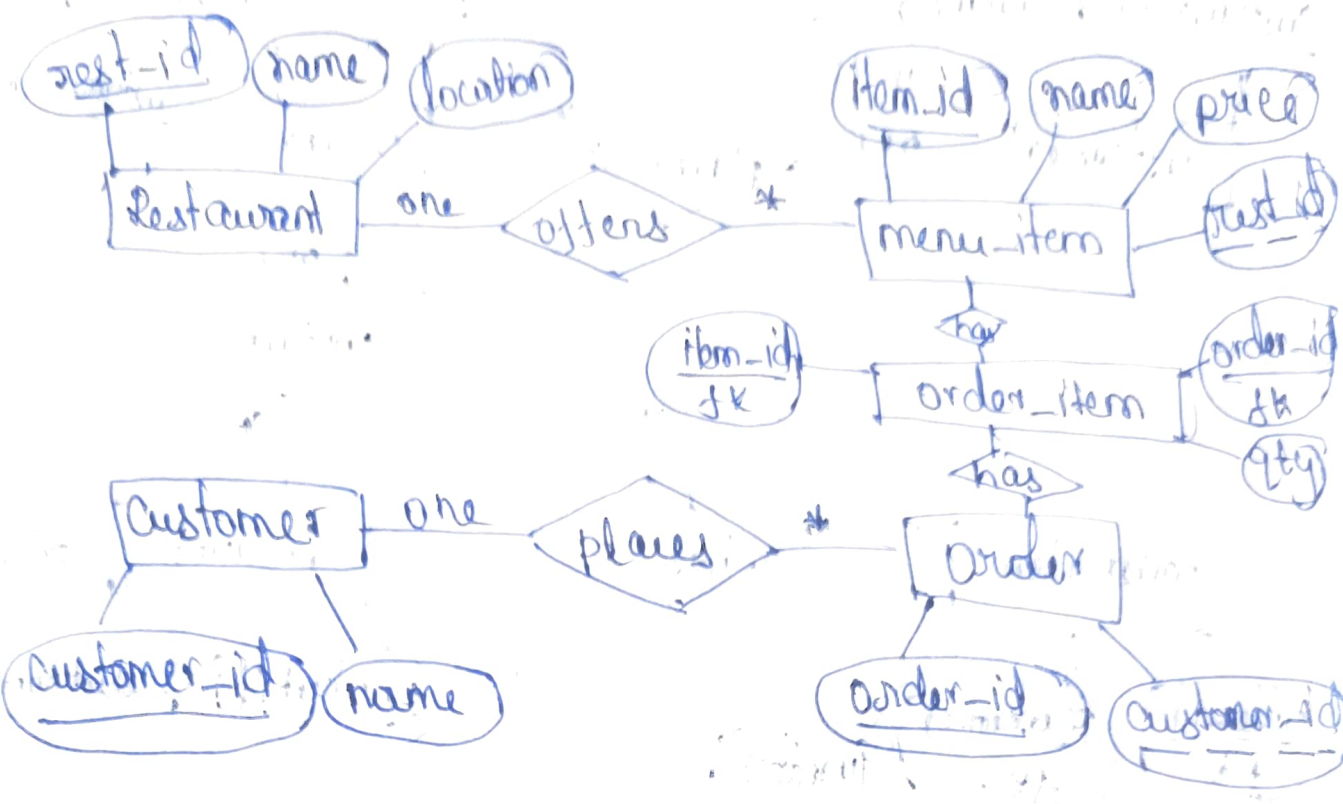 rest_id name location
item_id name price
Restaurant one offers * menu_item rest_id
has
item_id order_id
fk order_item fk
has qty
Customer one places * order
customer_id name order_id customer_id